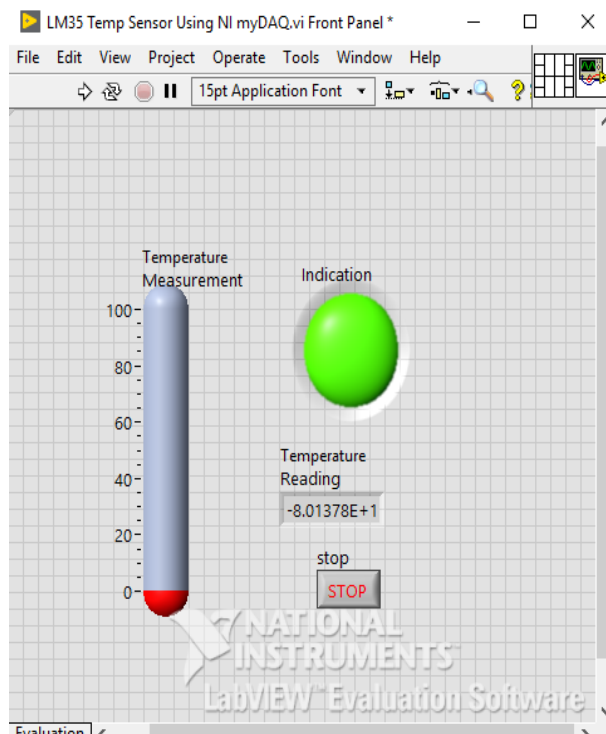 LM35 Temp Sensor Using NI myDAQ.vi Front Panel *
File Edit View Project Operate Tools Window Help
15pt Application Font
Temperature
Measurement
Indication
100
80
60
40
20
0
Temperature
Reading
-8.01378E+1
stop
STOP
NATIONAL
INSTRUMENTS
LabVIEW™ Evaluation Software
Evaluation